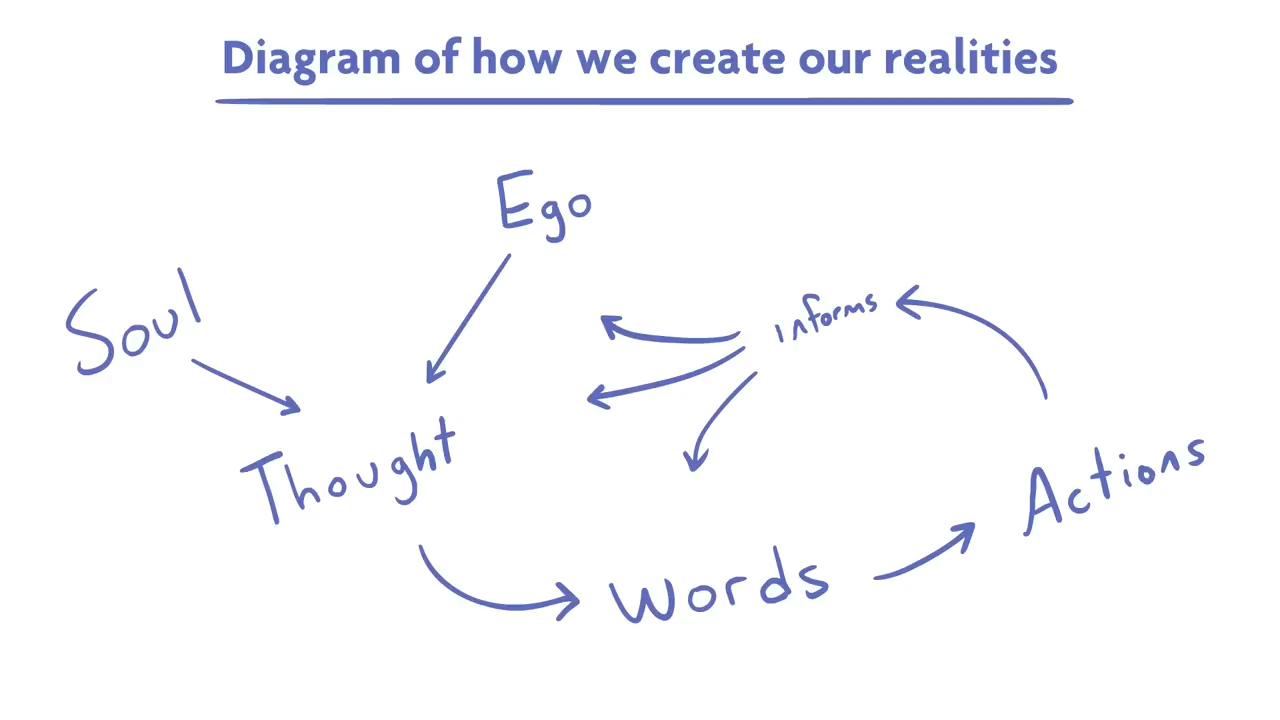 Diagram of how we create our realities
Ego
Soul
informs
Thought
Actions
Words